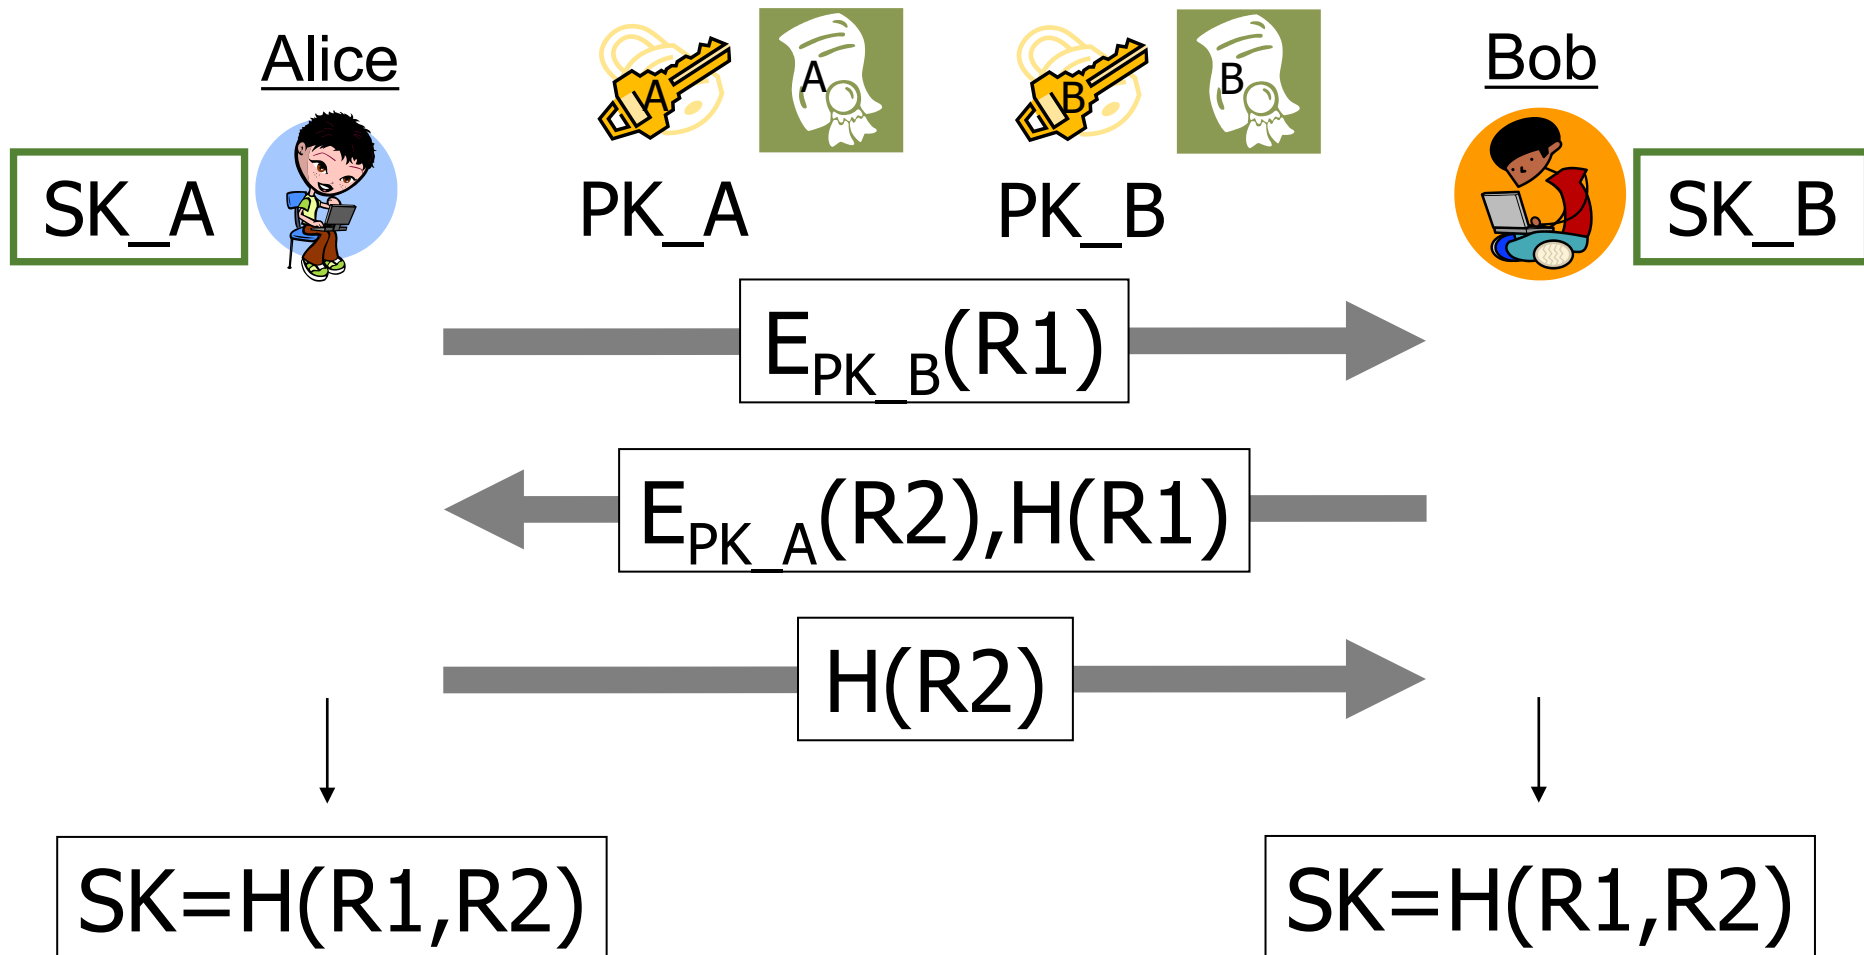 Alice
Bob
A
A
B
B
SK_A
PK_A
PK_B
SK_B
E_PK_B(R1)
E_PK_A(R2),H(R1)
H(R2)
SK=H(R1,R2)
SK=H(R1,R2)